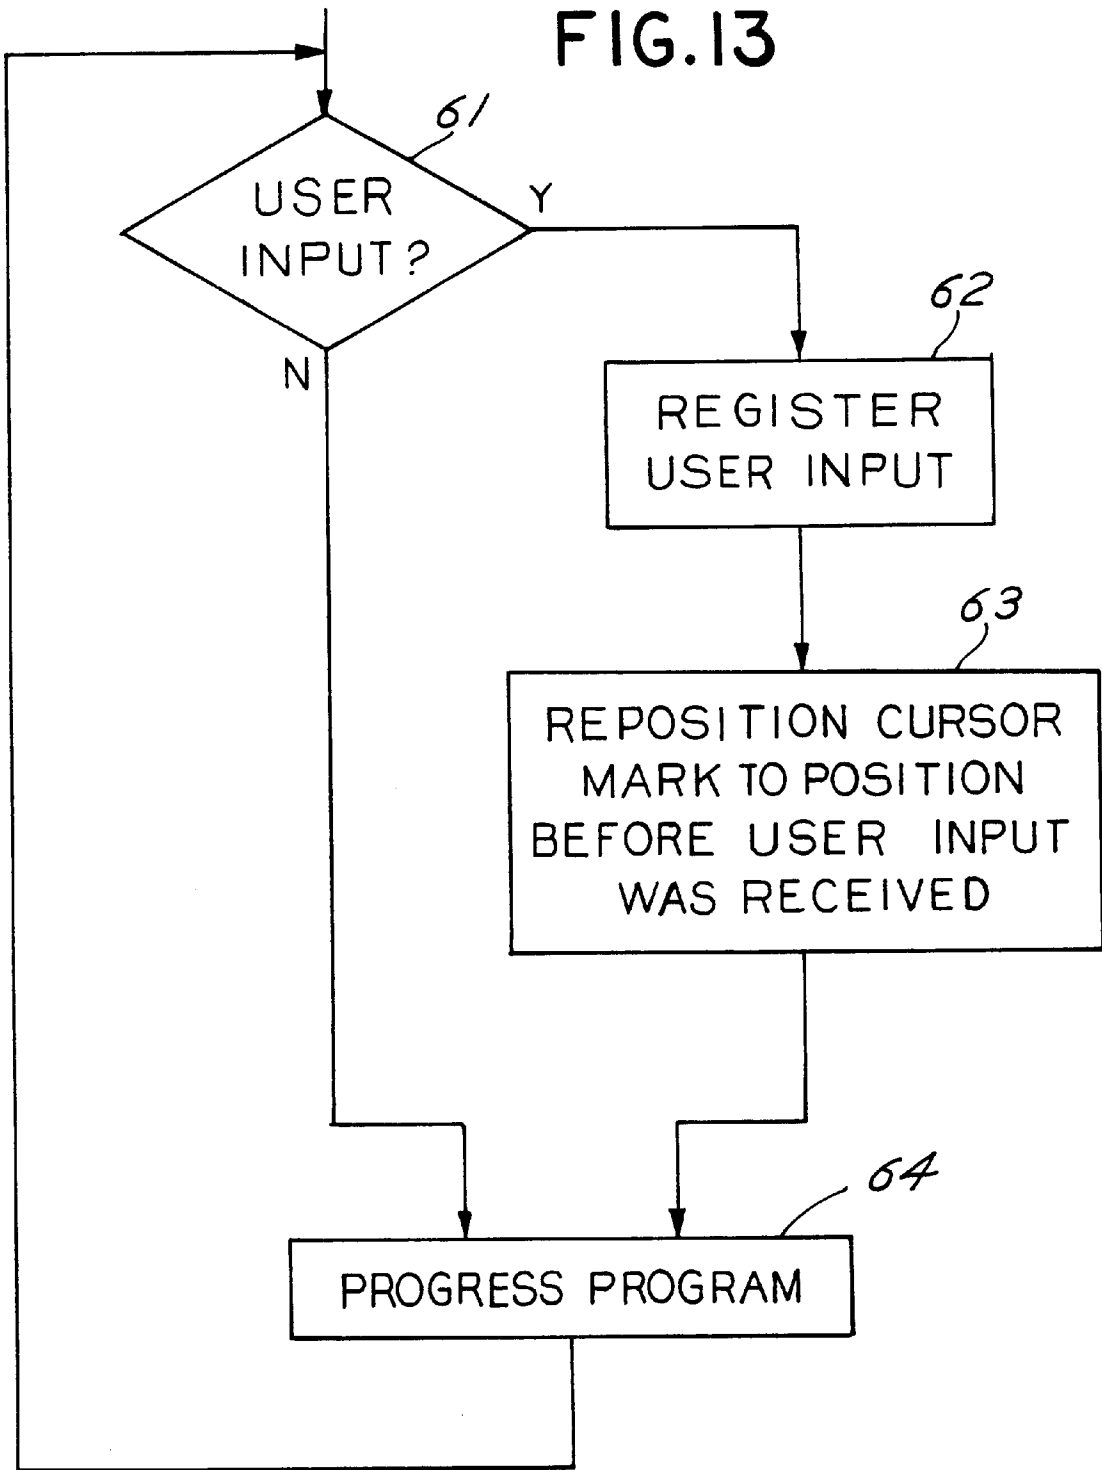 FIG.13
61
USER
INPUT?
Y
N
62
REGISTER
USER INPUT
63
REPOSITION CURSOR
MARK TO POSITION
BEFORE USER INPUT
WAS RECEIVED
64
PROGRESS PROGRAM